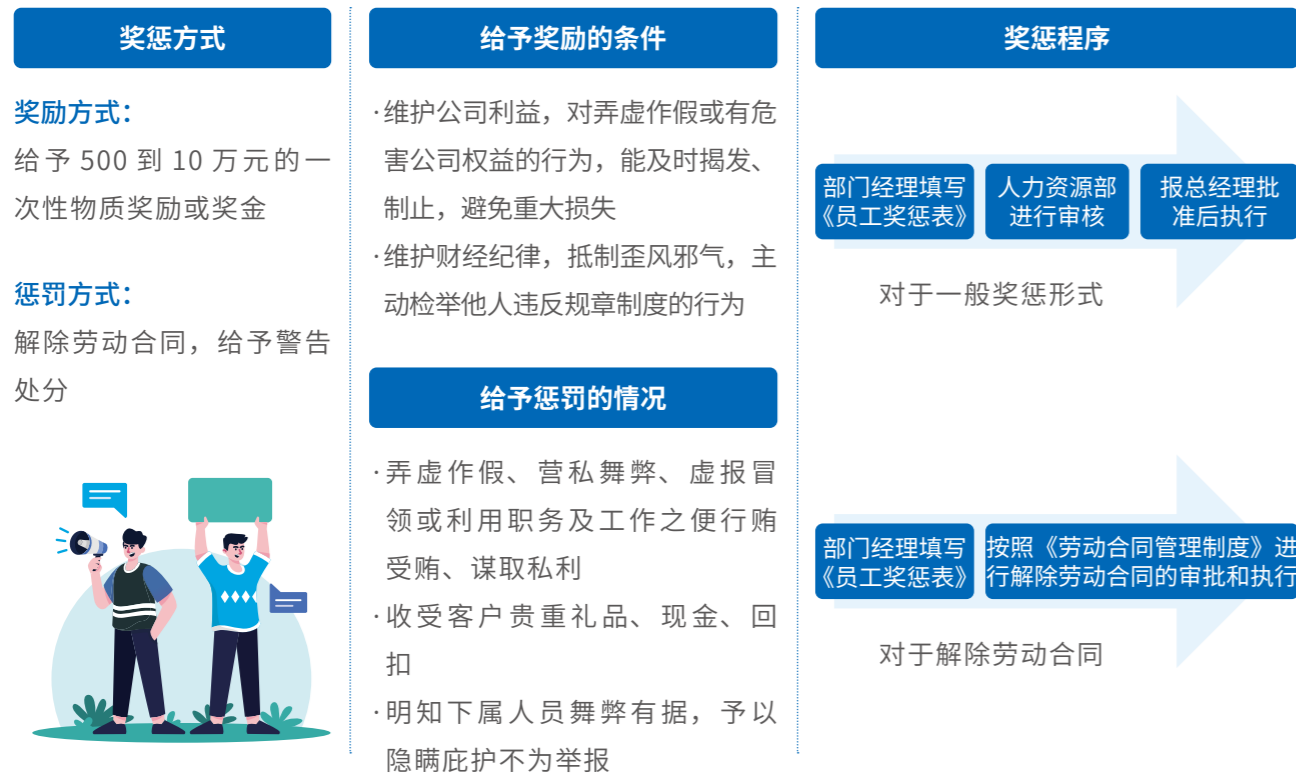 奖惩方式
奖励方式：
给予 500 到 10 万元的一
次性物质奖励或奖金
惩罚方式：
解除劳动合同，给予警告
处分
给予奖励的条件
·维护公司利益，对弄虚作假或有危
害公司权益的行为，能及时揭发、
制止，避免重大损失
·维护财经纪律，抵制歪风邪气，主
动检举他人违反规章制度的行为
给予惩罚的情况
·弄虚作假、营私舞弊、虚报冒
领或利用职务及工作之便行贿
受贿、谋取私利
·收受客户贵重礼品、现金、回
扣
·明知下属人员舞弊有据，予以
隐瞒庇护不为举报
奖惩程序
部门经理填写
《员工奖惩表》
人力资源部
进行审核
报总经理批
准后执行
对于一般奖惩形式
部门经理填写
《员工奖惩表》
按照《劳动合同管理制度》进
行解除劳动合同的审批和执行
对于解除劳动合同